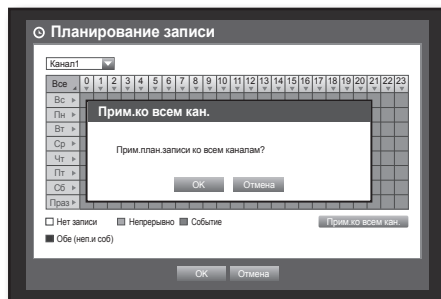 Планирование записи
Канал1
Все 0 1 2 3 4 5 6 7 8 9 10 11 12 13 14 15 16 17 18 19 20 21 22 23
Вс
Пн
Прим.ко всем кан.
Вт
Ср
Прим.план.записи ко всем каналам?
Чт
Пт
Сб
OK Отмена
Праз
Нет записи Непрерывно Событие Прим.ко всем кан.
Обе (неп.и соб)
OK Отмена